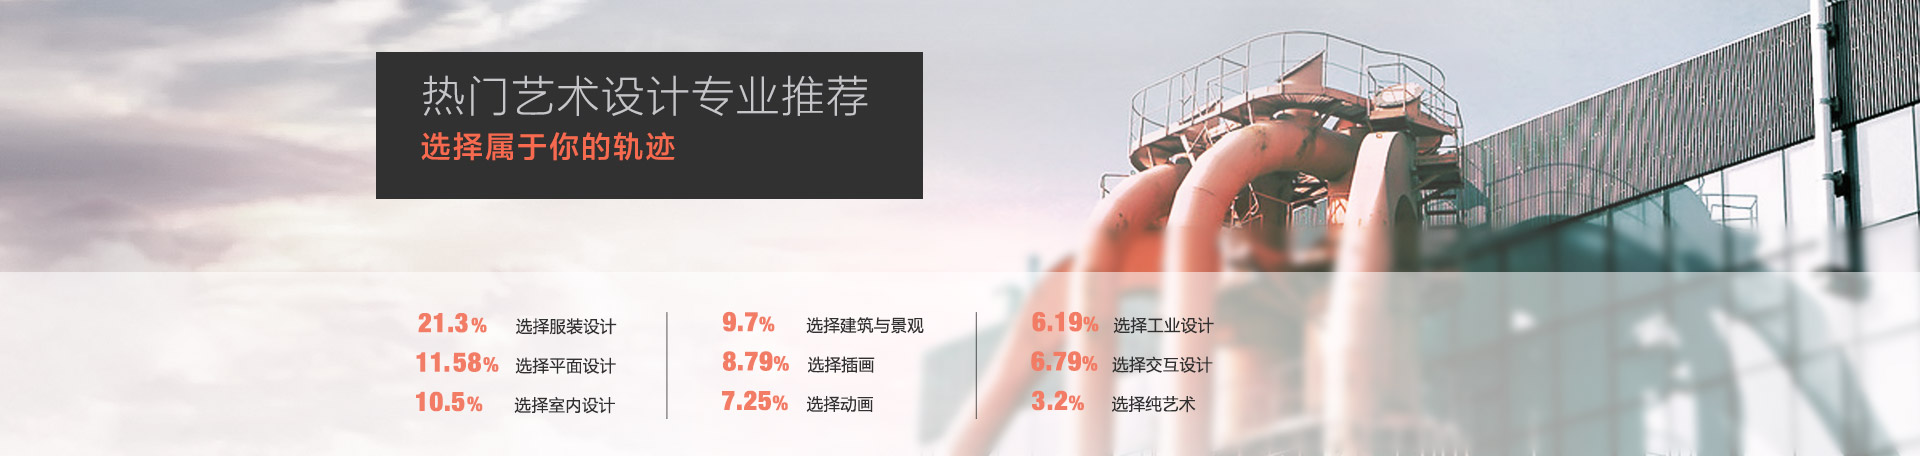 热门艺术设计专业推荐
选择属于你的轨迹
21.3% 选择服装设计
11.58% 选择平面设计
10.5% 选择室内设计
9.7% 选择建筑与景观
8.79% 选择插画
7.25% 选择动画
6.19% 选择工业设计
6.79% 选择交互设计
3.2% 选择纯艺术